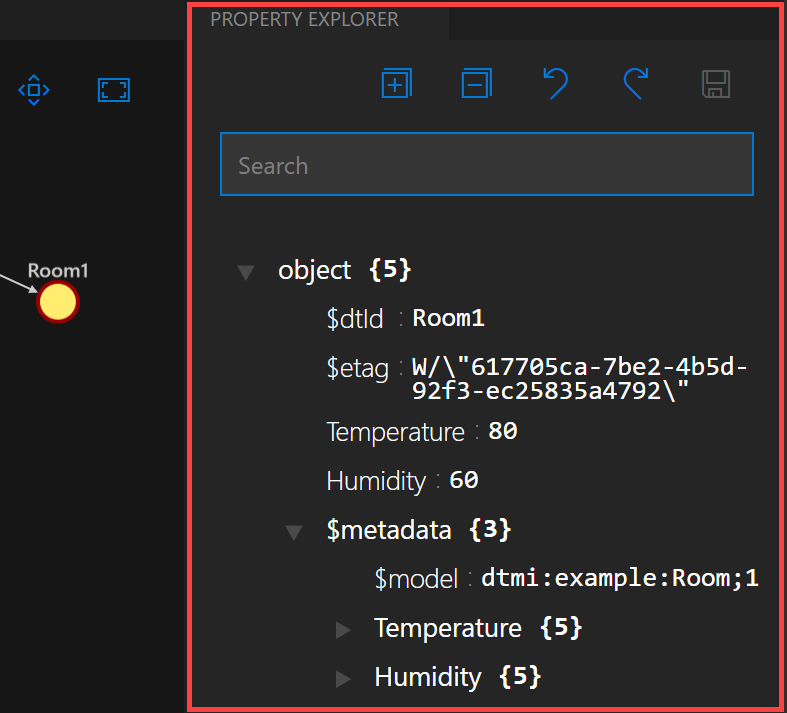 PROPERTY EXPLORER
Search
Room1
object {5}
$dtId : Room1
$etag : W/\"617705ca-7be2-4b5d-
92f3-ec25835a4792\"
Temperature : 80
Humidity : 60
$metadata {3}
$model : dtmi:example:Room;1
Temperature {5}
Humidity {5}